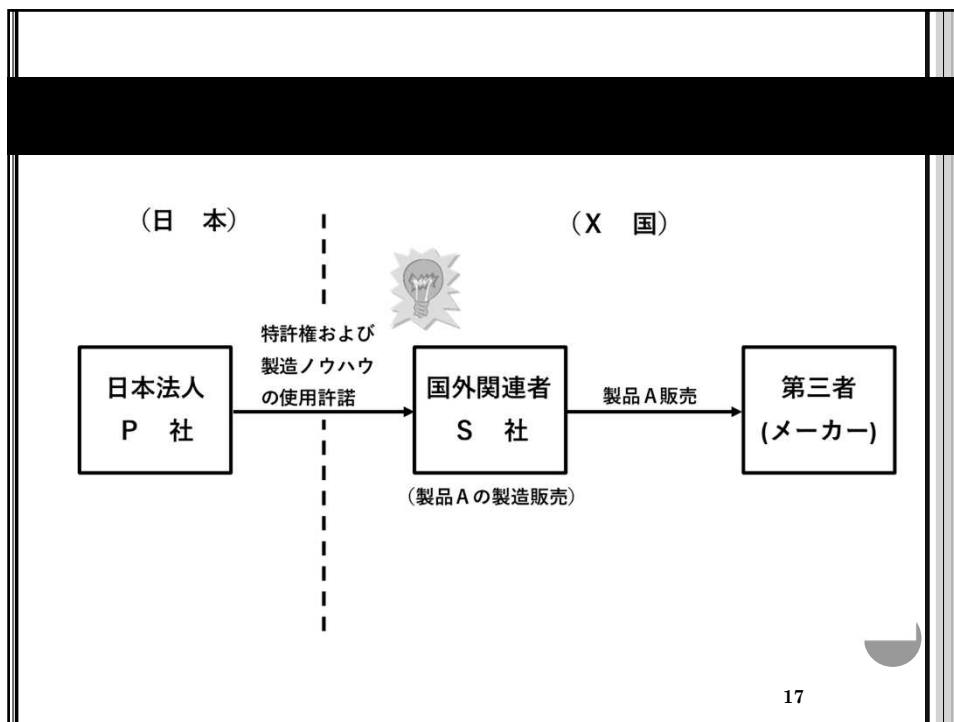 （日　本）
（X　国）
特許権および
製造ノウハウ
の使用許諾
日本法人
P　社
国外関連者
S　社
製品A販売
第三者
(メーカー)
（製品Aの製造販売）
17